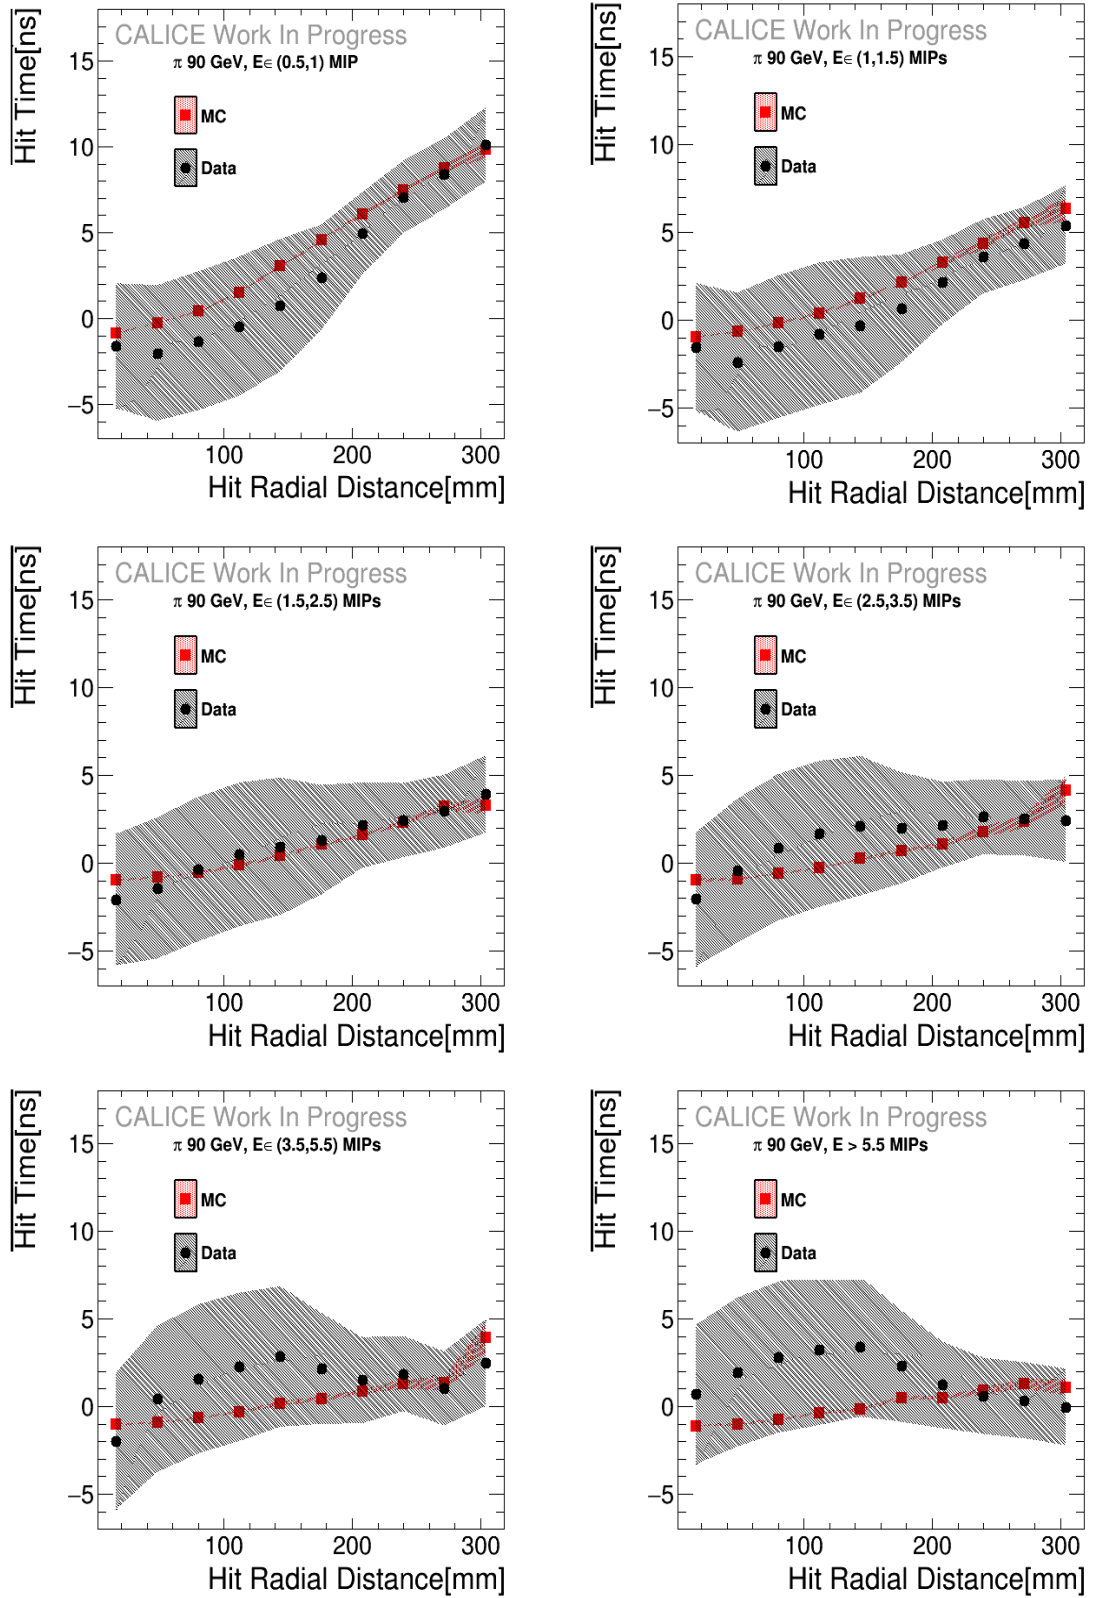 CALICE Work In Progress
π 90 GeV, E∈ (0.5,1) MIP
MC
Data
Hit Time[ns]
15
10
5
0
−5
100 200 300
Hit Radial Distance[mm]
CALICE Work In Progress
π 90 GeV, E∈ (1,1.5) MIPs
MC
Data
Hit Time[ns]
15
10
5
0
−5
100 200 300
Hit Radial Distance[mm]
CALICE Work In Progress
π 90 GeV, E∈ (1.5,2.5) MIPs
MC
Data
Hit Time[ns]
15
10
5
0
−5
100 200 300
Hit Radial Distance[mm]
CALICE Work In Progress
π 90 GeV, E∈ (2.5,3.5) MIPs
MC
Data
Hit Time[ns]
15
10
5
0
−5
100 200 300
Hit Radial Distance[mm]
CALICE Work In Progress
π 90 GeV, E∈ (3.5,5.5) MIPs
MC
Data
Hit Time[ns]
15
10
5
0
−5
100 200 300
Hit Radial Distance[mm]
CALICE Work In Progress
π 90 GeV, E > 5.5 MIPs
MC
Data
Hit Time[ns]
15
10
5
0
−5
100 200 300
Hit Radial Distance[mm]